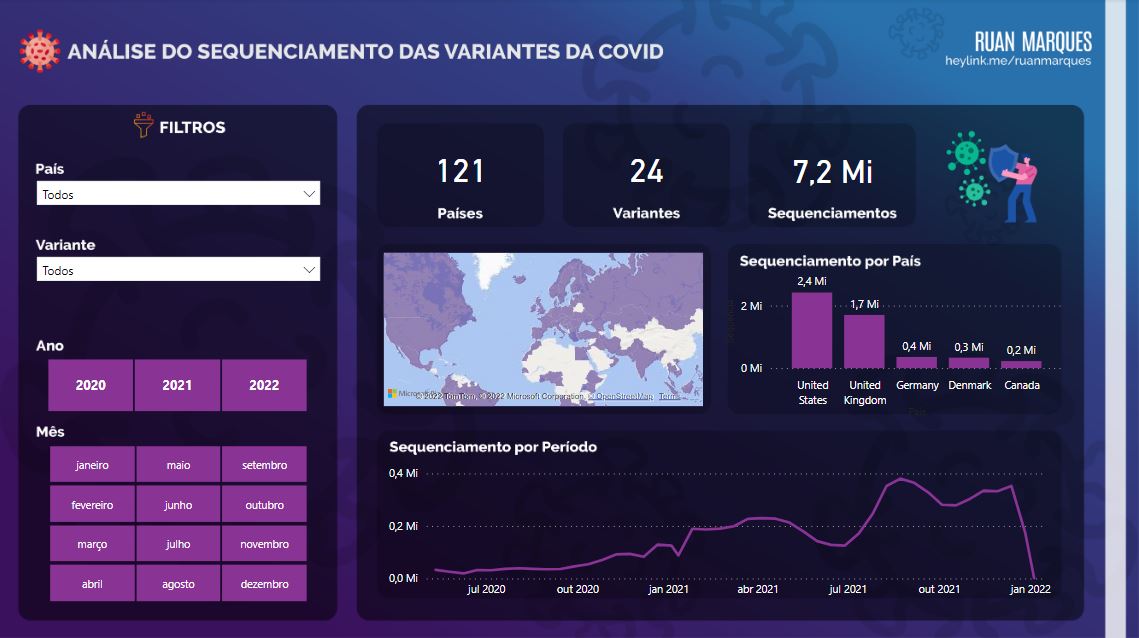 ANÁLISE DO SEQUENCIAMENTO DAS VARIANTES DA COVID
RUAN MARQUES
heylink.me/ruanmarques
FILTROS
País
Todos
Variante
Todos
Ano
2020 2021 2022
Mês
janeiro maio setembro
fevereiro junho outubro
março julho novembro
abril agosto dezembro
121
Países
24
Variantes
7,2 Mi
Sequenciamentos
© 2022 TomTom, © 2022 Microsoft Corporation, © OpenStreetMap Terms
Sequenciamento por País
2 Mi
0 Mi
2,4 Mi
1,7 Mi
0,4 Mi
0,3 Mi
0,2 Mi
United States
United Kingdom
Germany
Denmark
Canada
País
Sequenciamento por Período
0,4 Mi
0,2 Mi
0,0 Mi
jul 2020 out 2020 jan 2021 abr 2021 jul 2021 out 2021 jan 2022